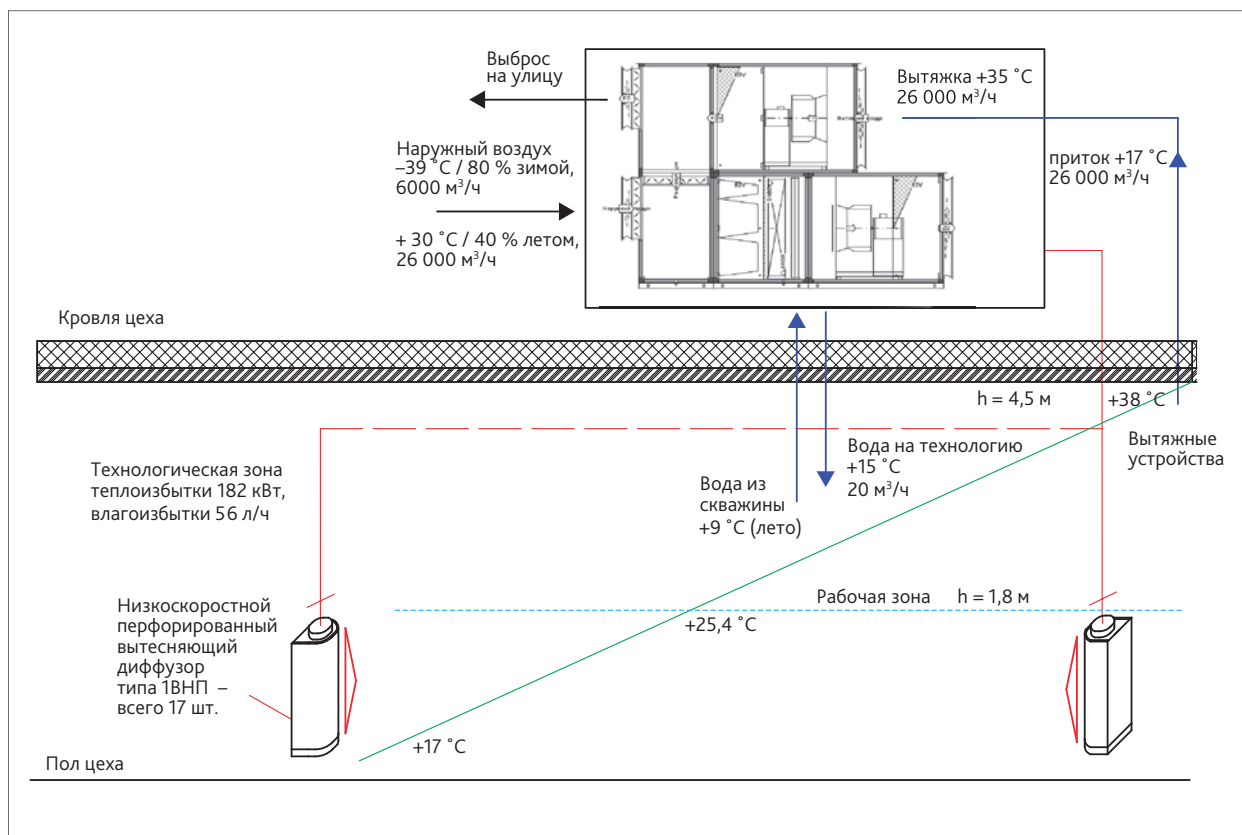 Выброс
на улицу
Вытяжка +35 ˚С
26 000 м³/ч
Наружный воздух
–39 ˚С / 80 % зимой,
6000 м³/ч
приток +17 ˚С
26 000 м³/ч
+ 30 ˚С / 40 % летом,
26 000 м³/ч
Кровля цеха
h = 4,5 м
+38 ˚С
Вытяжные
устройства
Технологическая зона
теплоизбытки 182 кВт,
влагоизбытки 56 л/ч
Вода из
скважины
+9 ˚С (лето)
Вода на технологию
+15 ˚С
20 м³/ч
Рабочая зона h = 1,8 м
+25,4 ˚С
Низкоскоростной
перфорированный
вытесняющий
диффузор
типа 1ВНП –
всего 17 шт.
+17 ˚С
Пол цеха